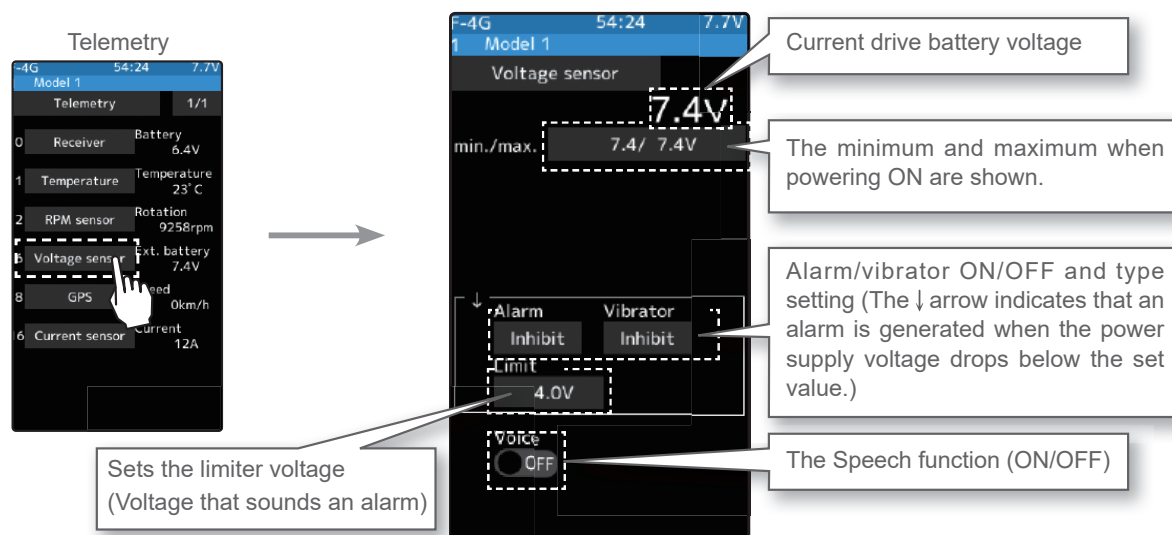 Telemetry
F-4G 54:24 7.7V
Model 1
Telemetry 1/1
0 Receiver Battery
6.4V
1 Temperature Temperature
23°C
2 RPM sensor Rotation
9258rpm
6 Voltage sensor Ext. battery
7.4V
8 GPS
0km/h
16 Current sensor Current
12A
F-4G 54:24 7.7V
1 Model 1
Voltage sensor
7.4V
min./max. 7.4/ 7.4V
↓ Alarm Vibrator
Inhibit Inhibit
Limit
4.0V
Voice
OFF
Current drive battery voltage
The minimum and maximum when
powering ON are shown.
Alarm/vibrator ON/OFF and type
setting (The ↓ arrow indicates that an
alarm is generated when the power
supply voltage drops below the set
value.)
The Speech function (ON/OFF)
Sets the limiter voltage
(Voltage that sounds an alarm)